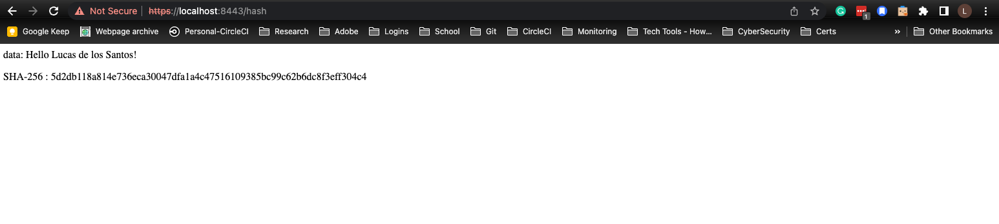 Not Secure https://localhost:8443/hash 1 L
Google Keep Webpage archive Personal-CircleCI Research Adobe Logins School Git CircleCI Monitoring Tech Tools - How... CyberSecurity Certs » Other Bookmarks
data: Hello Lucas de los Santos!
SHA-256 : 5d2db118a814e736eca30047dfa1a4c47516109385bc99c62b6dc8f3eff304c4